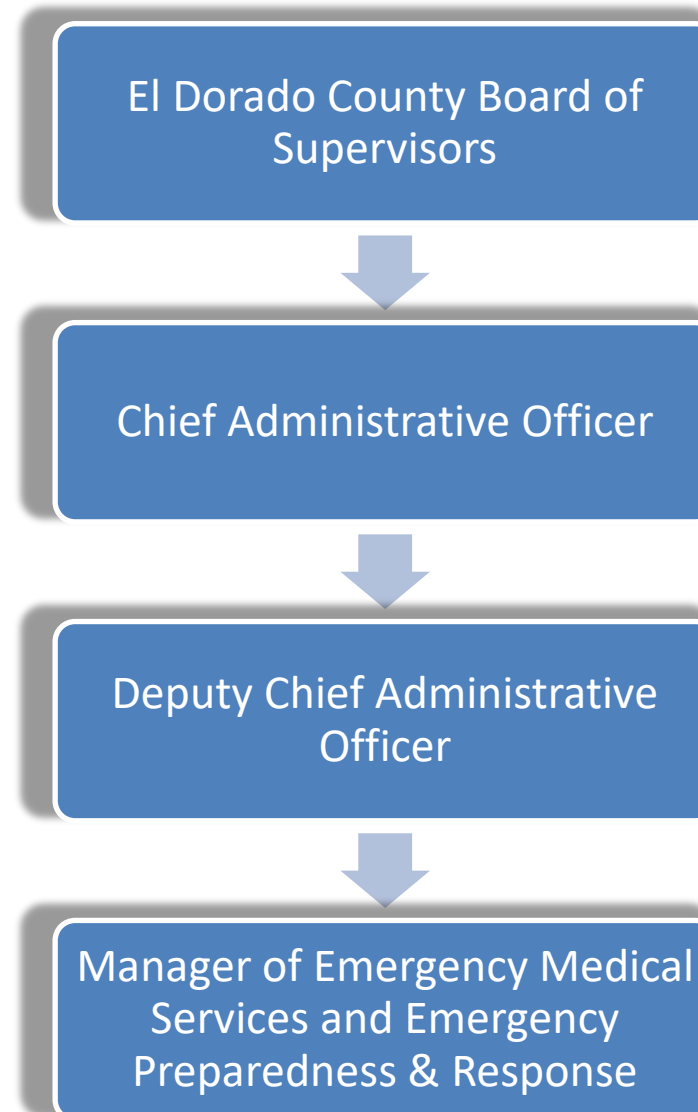 El Dorado County Board of
Supervisors
Chief Administrative Officer
Deputy Chief Administrative
Officer
Manager of Emergency Medical
Services and Emergency
Preparedness & Response